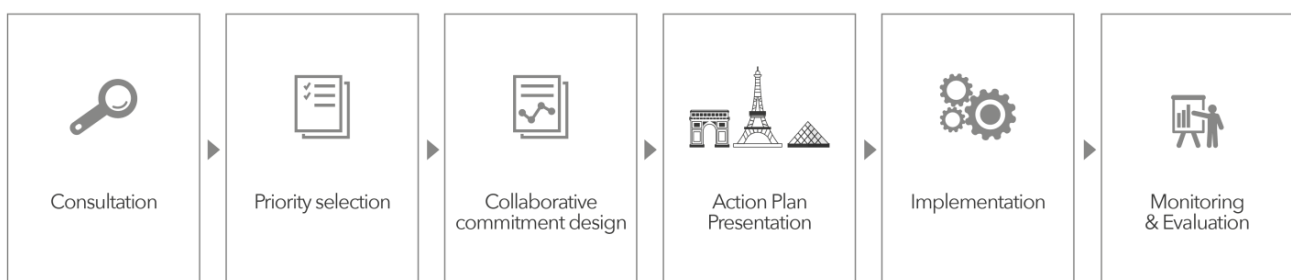 Consultation
Priority selection
Collaborative
commitment design
Action Plan
Presentation
Implementation
Monitoring
& Evaluation